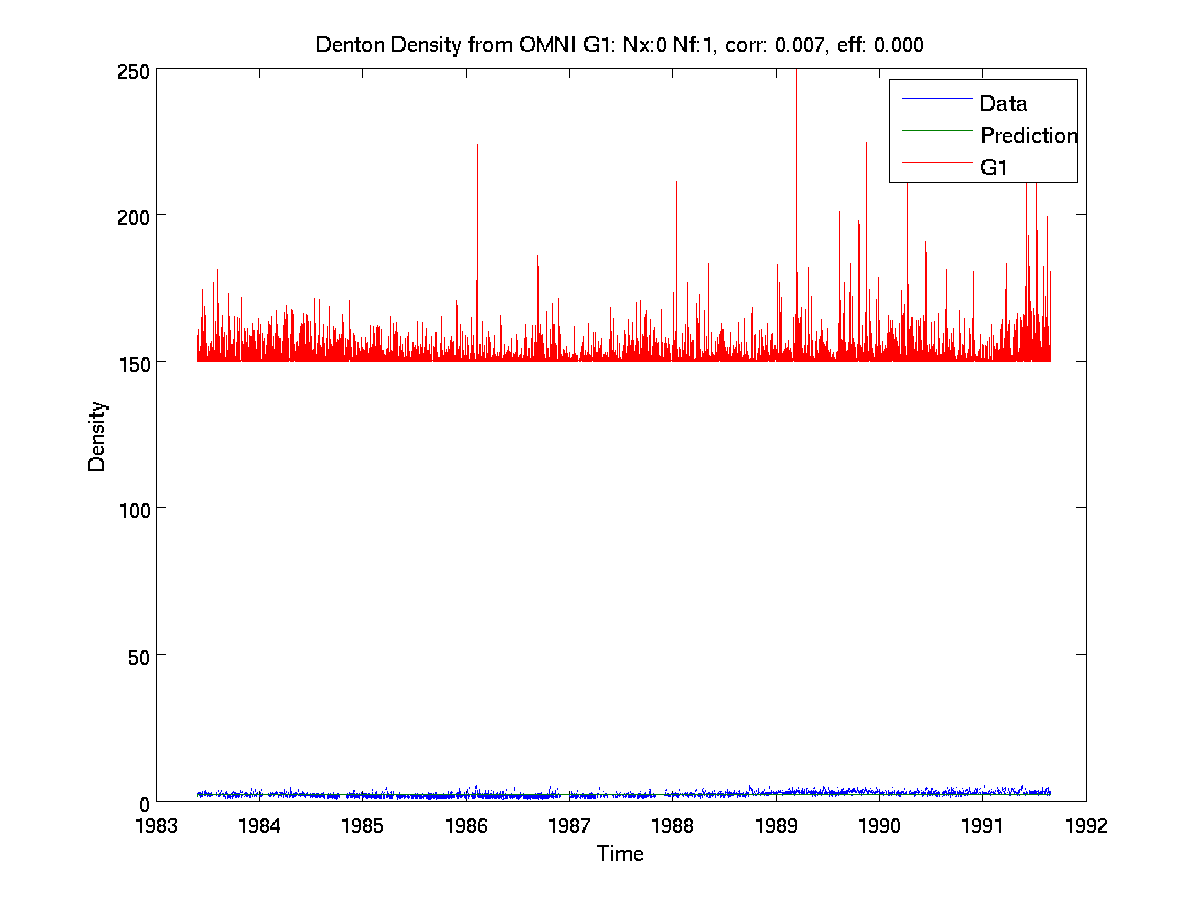 Denton Density from OMNI G1: Nx:0 Nf:1, corr: 0.007, eff: 0.000
250
200
150
100
50
0
Density
Data
Prediction
G1
1983 1984 1985 1986 1987 1988 1989 1990 1991 1992
Time